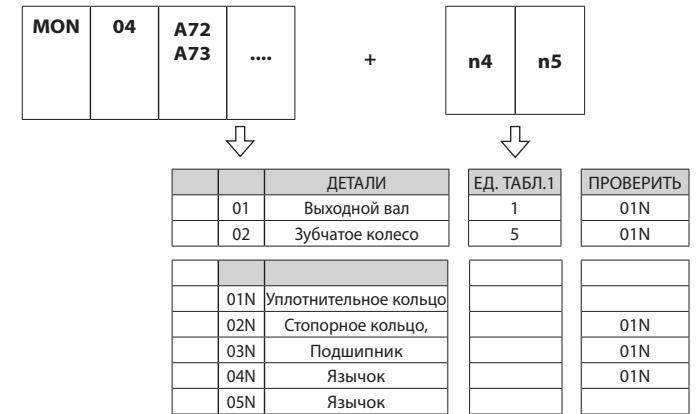 MON 04 A72 .... + n4 n5
A73
ДЕТАЛИ ЕД. ТАБЛ.1 ПРОВЕРИТЬ
01 Выходной вал 1 01N
02 Зубчатое колесо 5 01N
01N Уплотнительное кольцо
02N Стопорное кольцо, 01N
03N Подшипник 01N
04N Язычок 01N
05N Язычок